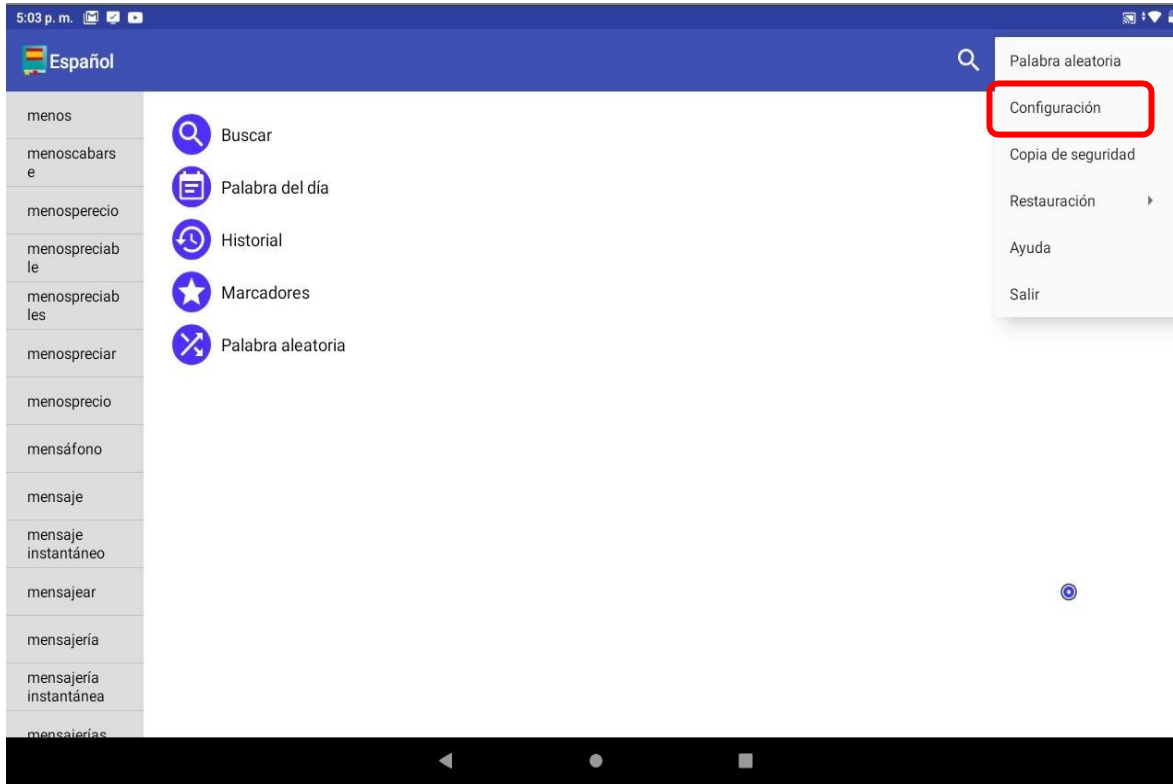 5:03 p. m.
Español
menos
menoscabars
e
menosperecio
menospreciab
le
menospreciab
les
menospreciar
menosprecio
mensáfono
mensaje
mensaje
instantáneo
mensajear
mensajería
mensajería
instantánea
mensajerías
Buscar
Palabra del día
Historial
Marcadores
Palabra aleatoria
Palabra aleatoria
Configuración
Copia de seguridad
Restauración
Ayuda
Salir